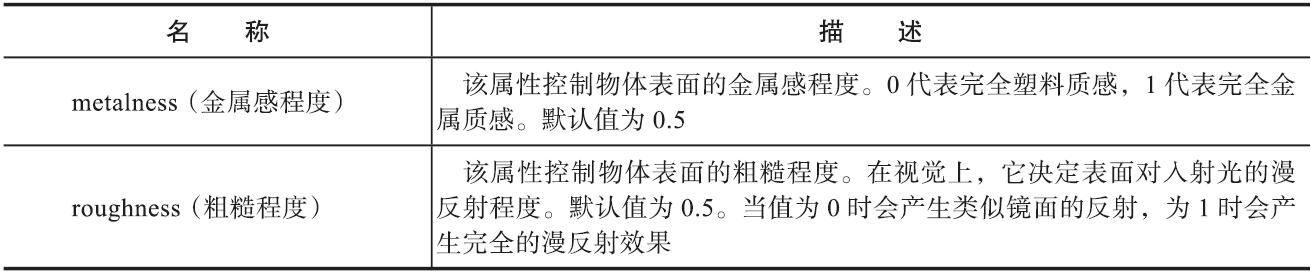 名 称 描 述
metalness（金属感程度） 该属性控制物体表面的金属感程度。0 代表完全塑料质感，1 代表完全金
属质感。默认值为 0.5
roughness（粗糙程度） 该属性控制物体表面的粗糙程度。在视觉上，它决定表面对入射光的漫
反射程度。默认值为 0.5。当值为 0 时会产生类似镜面的反射，为 1 时会产
生完全的漫反射效果